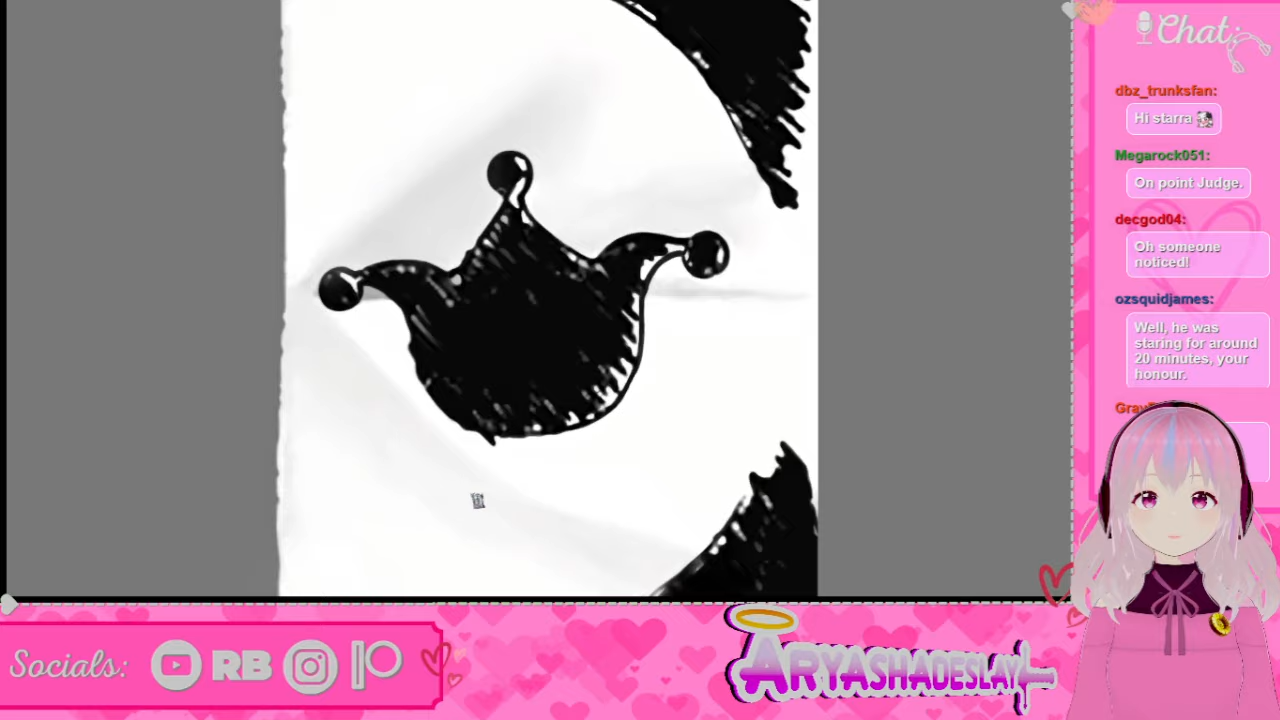 Chat:
dbz_trunksfan:
Hi starra
Megarock051:
On point Judge.
decgod04:
Oh someone
noticed!
ozsquidjames:
Well, he was
staring for around
20 minutes, your
honour.
Socials:
RB
ARYASHADESLAY